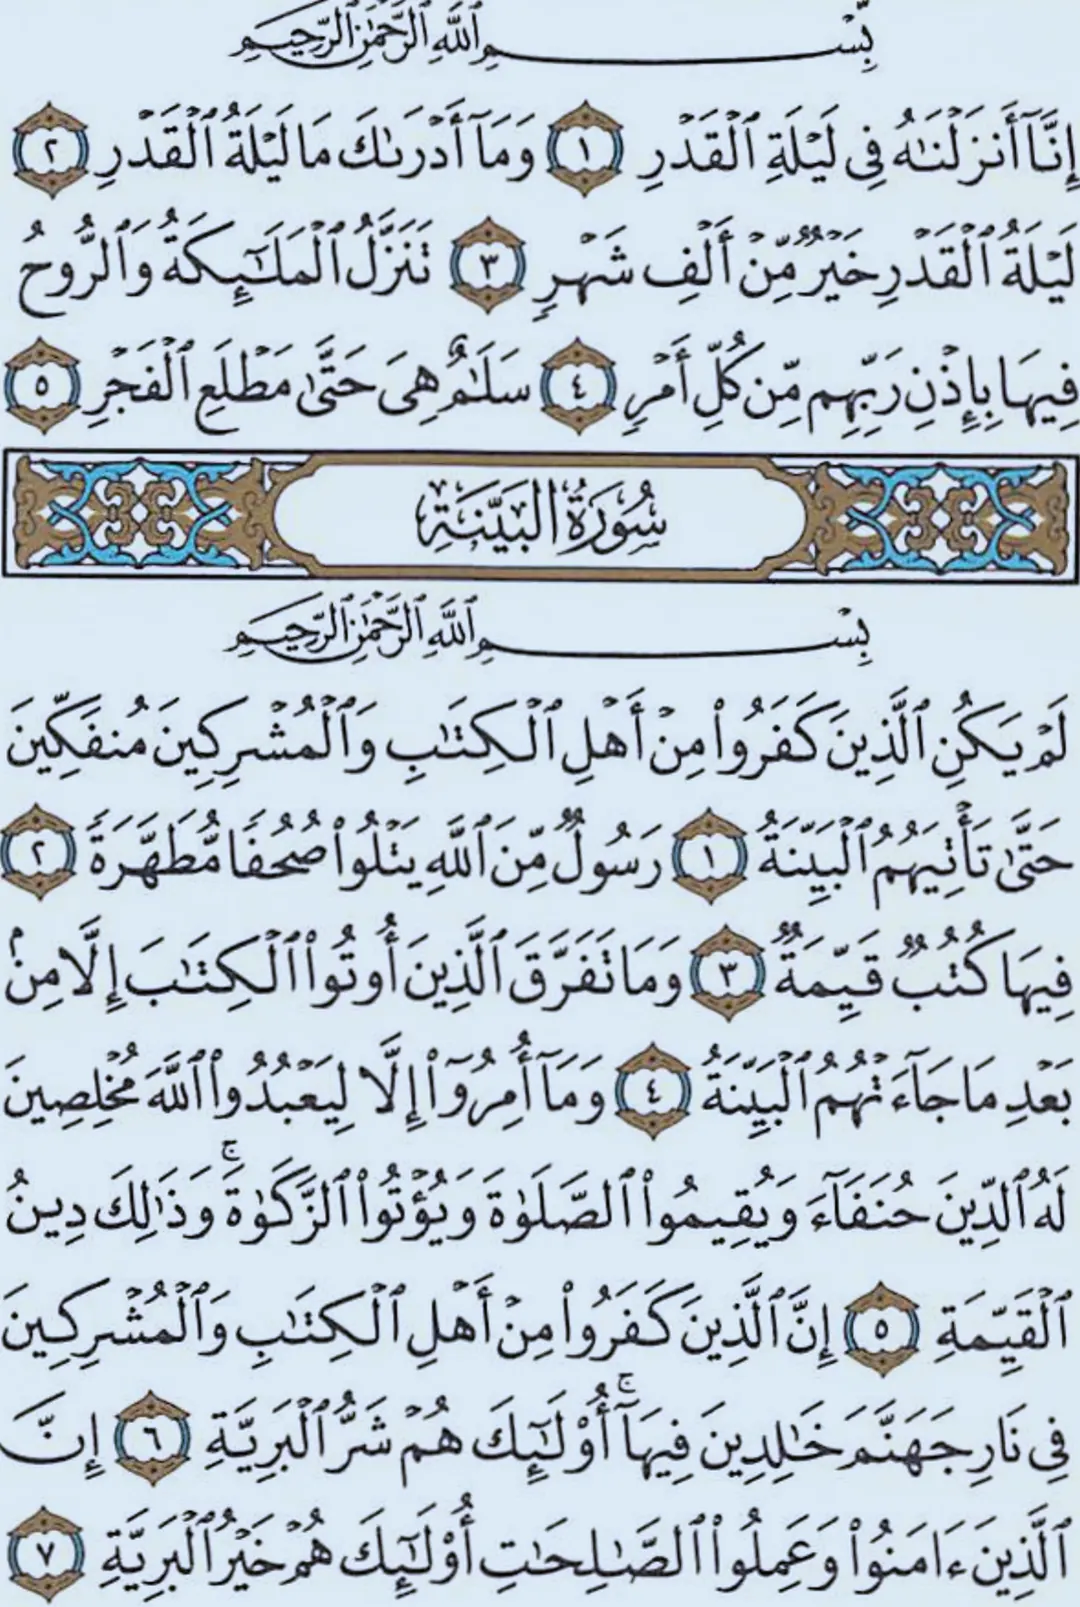 بِسْمِ ٱللَّهِ ٱلرَّحْمَٰنِ ٱلرَّحِيمِ
إِنَّآ أَنزَلْنَٰهُ فِى لَيْلَةِ ٱلْقَدْرِ ١ وَمَآ أَدْرَىٰكَ مَا لَيْلَةُ ٱلْقَدْرِ ٢
لَيْلَةُ ٱلْقَدْرِ خَيْرٌ مِّنْ أَلْفِ شَهْرٍ ٣ تَنَزَّلُ ٱلْمَلَٰٓئِكَةُ وَٱلرُّوحُ
فِيهَا بِإِذْنِ رَبِّهِم مِّن كُلِّ أَمْرٍ ٤ سَلَٰمٌ هِىَ حَتَّىٰ مَطْلَعِ ٱلْفَجْرِ ٥
سُورَةُ الْبَيِّنَةِ
بِسْمِ ٱللَّهِ ٱلرَّحْمَٰنِ ٱلرَّحِيمِ
لَمْ يَكُنِ ٱلَّذِينَ كَفَرُوا۟ مِنْ أَهْلِ ٱلْكِتَٰبِ وَٱلْمُشْرِكِينَ مُنفَكِّينَ
حَتَّىٰ تَأْتِيَهُمُ ٱلْبَيِّنَةُ ١ رَسُولٌ مِّنَ ٱللَّهِ يَتْلُوا۟ صُحُفًا مُّطَهَّرَةً ٢
فِيهَا كُتُبٌ قَيِّمَةٌ ٣ وَمَا تَفَرَّقَ ٱلَّذِينَ أُوتُوا۟ ٱلْكِتَٰبَ إِلَّا مِنۢ
بَعْدِ مَا جَآءَتْهُمُ ٱلْبَيِّنَةُ ٤ وَمَآ أُمِرُوٓا۟ إِلَّا لِيَعْبُدُوا۟ ٱللَّهَ مُخْلِصِينَ
لَهُ ٱلدِّينَ حُنَفَآءَ وَيُقِيمُوا۟ ٱلصَّلَوٰةَ وَيُؤْتُوا۟ ٱلزَّكَوٰةَ ۚ وَذَٰلِكَ دِينُ
ٱلْقَيِّمَةِ ٥ إِنَّ ٱلَّذِينَ كَفَرُوا۟ مِنْ أَهْلِ ٱلْكِتَٰبِ وَٱلْمُشْرِكِينَ
فِى نَارِ جَهَنَّمَ خَٰلِدِينَ فِيهَآ ۚ أُو۟لَٰٓئِكَ هُمْ شَرُّ ٱلْبَرِيَّةِ ٦ إِنَّ
ٱلَّذِينَ ءَامَنُوا۟ وَعَمِلُوا۟ ٱلصَّٰلِحَٰتِ أُو۟لَٰٓئِكَ هُمْ خَيْرُ ٱلْبَرِيَّةِ ٧